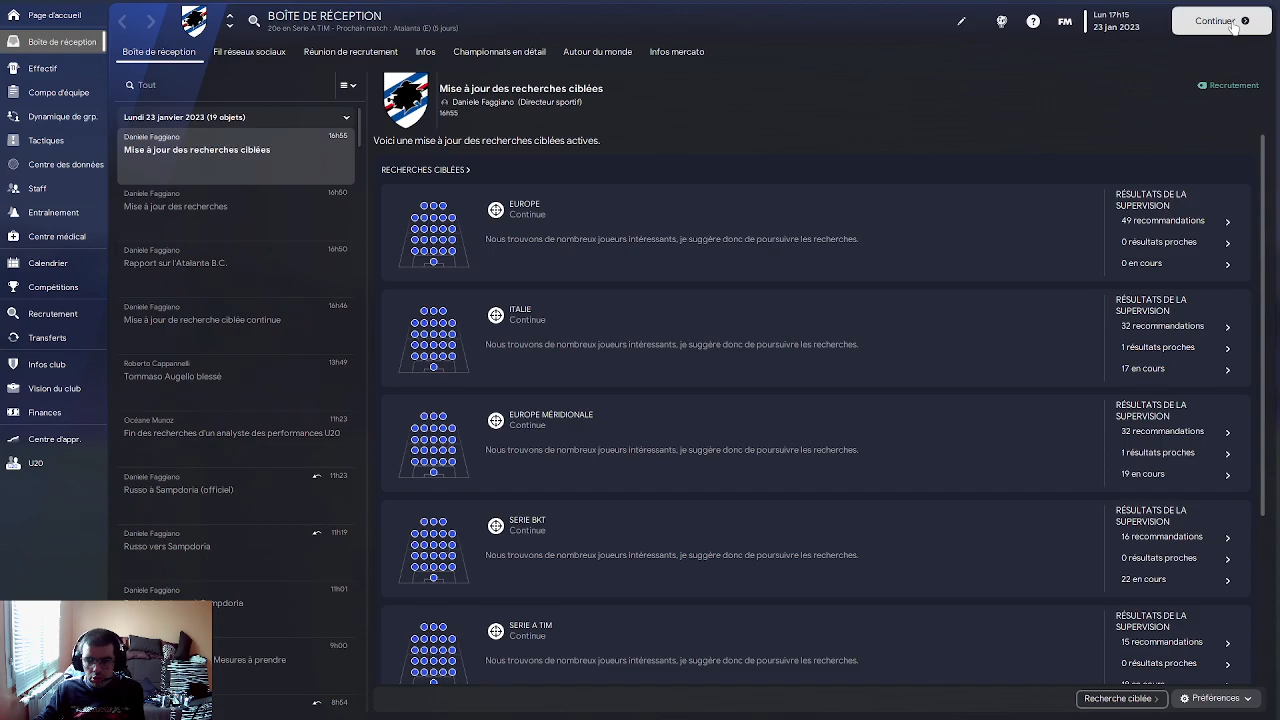 Accueil
Boîte de réception
Effectif
Compo d'équipe
Dynamique de gr.
Tactiques
Centre des données
Staff
Entraînement
Centre médical
Calendrier
Compétitions
Recrutement
Transferts
Infos club
Vision du club
Finances
Centre dépr.
U20
BOÎTE DE RÉCEPTION
20e en Serie A TIM - Prochain match : Atalanta (E) (5 jours)
FM
Lun 17h15
23 jan 2023
Continuer
Boîte de réception
Fil réseaux sociaux
Réunion de recrutement
Infos
Championnats en détail
Autour du monde
Infos mercato
Tout
Lundi 23 janvier 2023 (19 objets)
Daniele Faggiano 16h55
Mise à jour des recherches ciblées
Daniele Faggiano 16h50
Mise à jour des recherches
Daniele Faggiano 16h50
Rapport sur l'Atalanta B.C.
Daniele Faggiano 16h46
Mise à jour de recherche ciblée continue
Roberto Cappannelli 13h49
Tommaso Augello blessé
Océane Munoz 11h23
Fin des recherches d'un analyste des performances U20
Daniele Faggiano 11h23
Russo à Sampdoria (officiel)
Daniele Faggiano 11h19
Russo vers Sampdoria
Daniele Faggiano 11h01
doria
9h00
Mesures à prendre
8h54
Mise à jour des recherches ciblées
Daniele Faggiano (Directeur sportif)
16h55
Recrutement
Voici une mise à jour des recherches ciblées actives.
RECHERCHES CIBLÉES
EUROPE
Continue
Nous trouvons de nombreux joueurs intéressants, je suggère donc de poursuivre les recherches.
RÉSULTATS DE LA
SUPERVISION
49 recommandations
0 résultats proches
0 en cours
ITALIE
Continue
Nous trouvons de nombreux joueurs intéressants, je suggère donc de poursuivre les recherches.
RÉSULTATS DE LA
SUPERVISION
32 recommandations
1 résultats proches
17 en cours
EUROPE MÉRIDIONALE
Continue
Nous trouvons de nombreux joueurs intéressants, je suggère donc de poursuivre les recherches.
RÉSULTATS DE LA
SUPERVISION
32 recommandations
1 résultats proches
19 en cours
SERIE BKT
Continue
Nous trouvons de nombreux joueurs intéressants, je suggère donc de poursuivre les recherches.
RÉSULTATS DE LA
SUPERVISION
16 recommandations
0 résultats proches
22 en cours
SERIE A TIM
Continue
Nous trouvons de nombreux joueurs intéressants, je suggère donc de poursuivre les recherches.
RÉSULTATS DE LA
SUPERVISION
15 recommandations
0 résultats proches
Recherche ciblée
Préférences